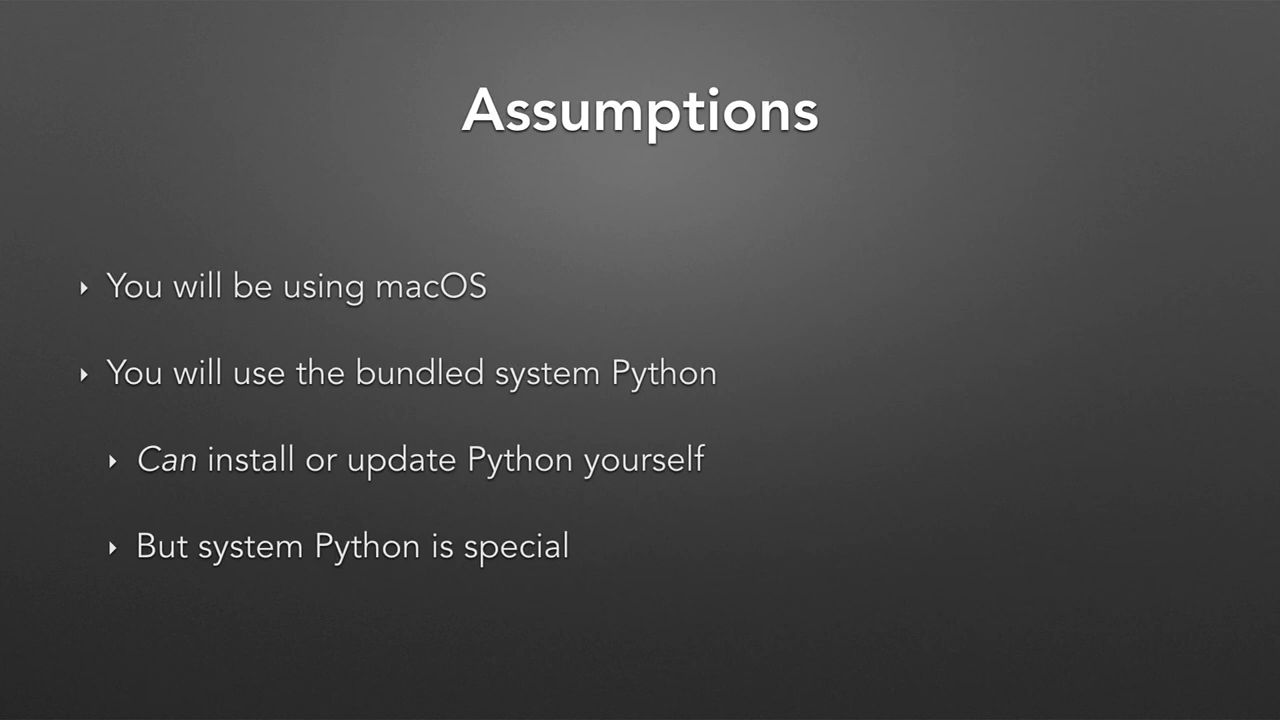 Assumptions
‣ You will be using macOS
‣ You will use the bundled system Python
‣ Can install or update Python yourself
‣ But system Python is special